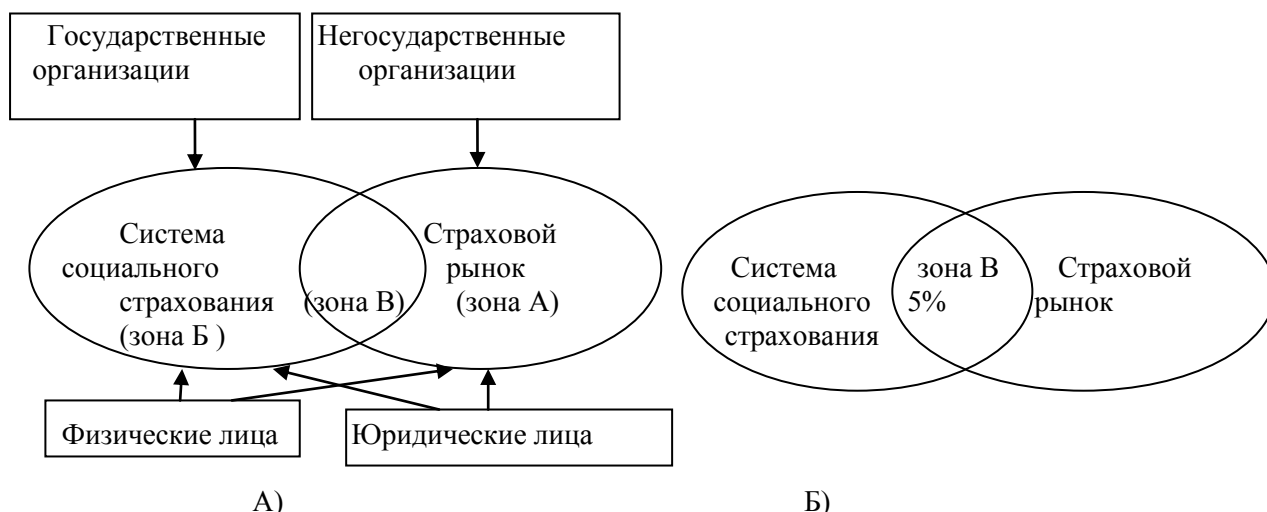 Государственные
организации
Негосударственные
организации
Система
социального
страхования
(зона Б )
(зона В)
Страховой
рынок
(зона А)
Физические лица
Юридические лица
А)
Система
социального
страхования
зона В
5%
Страховой
рынок
Б)